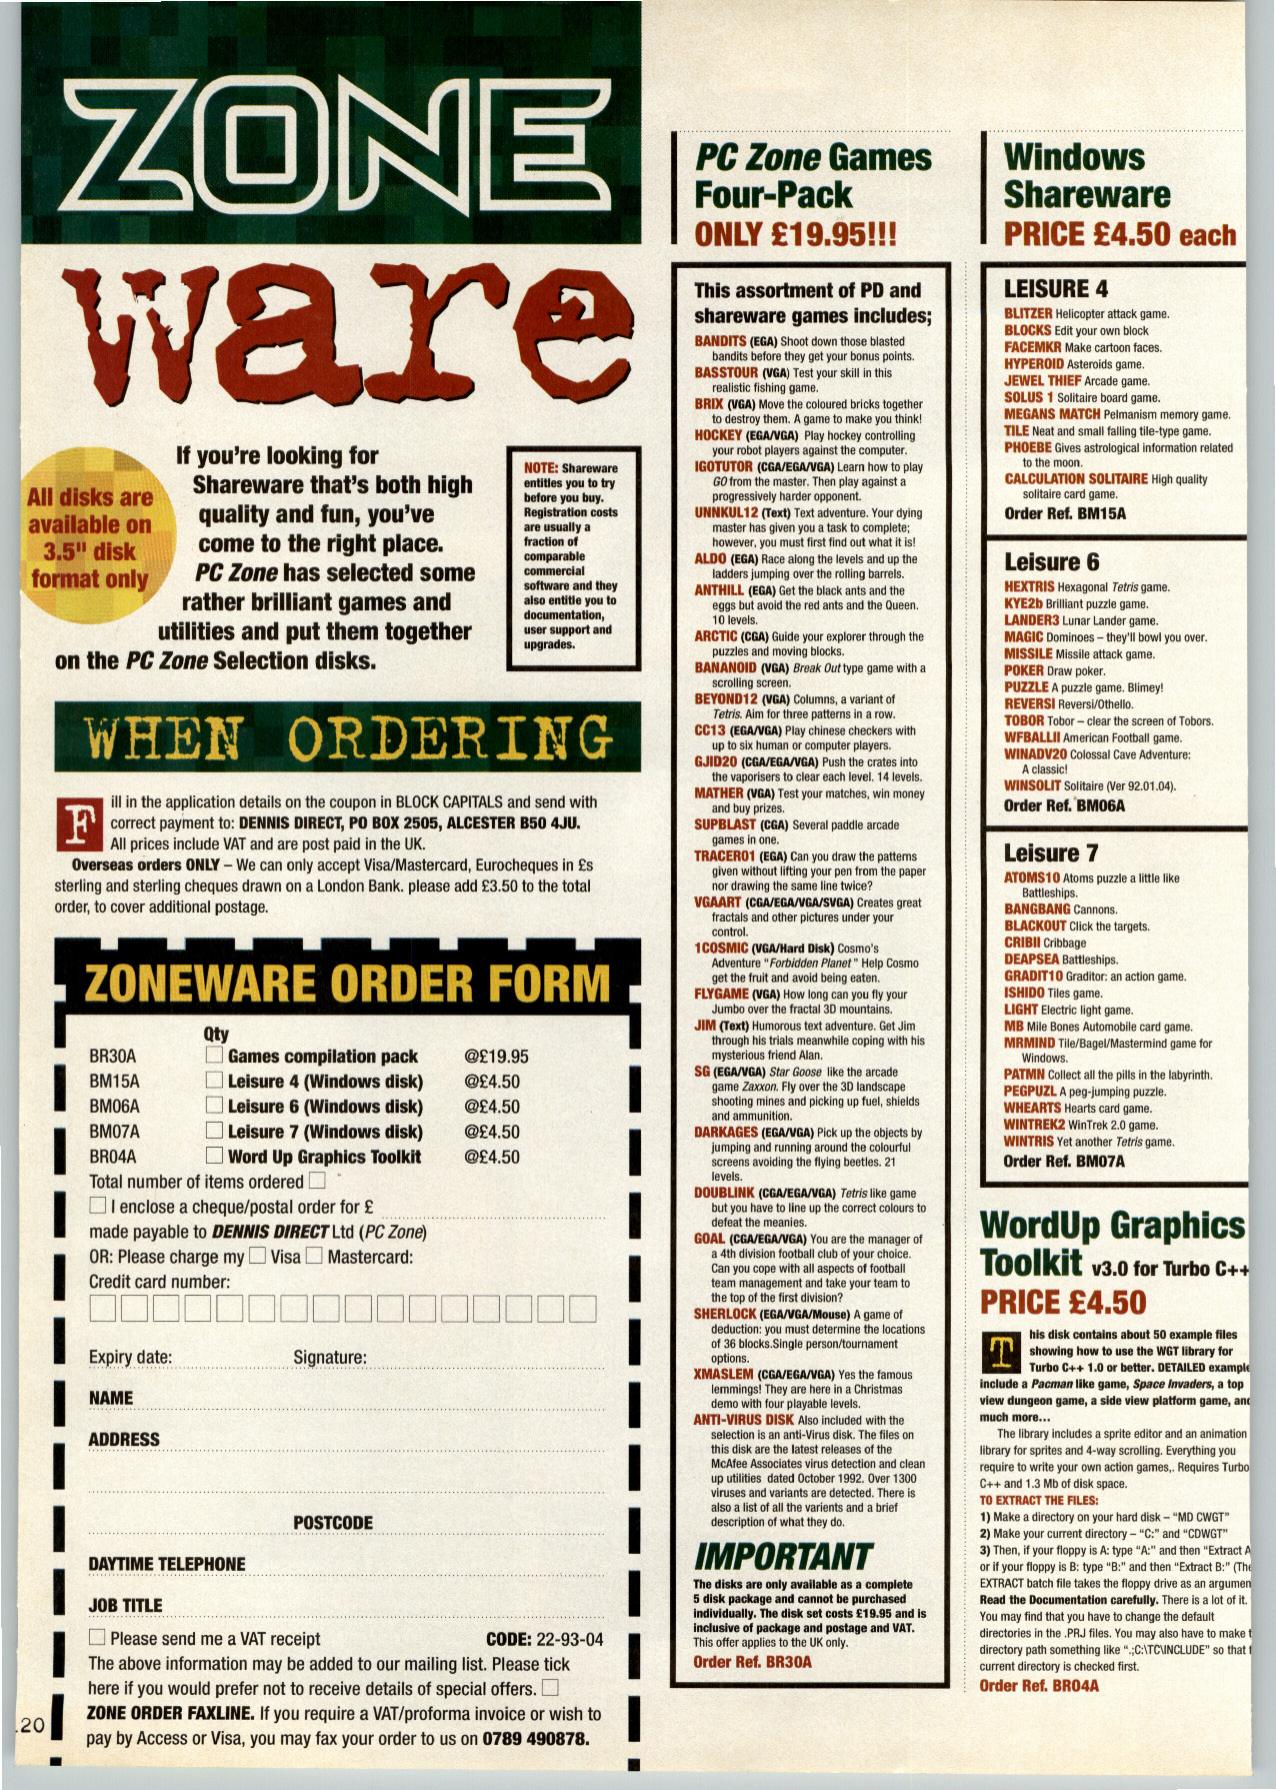 ZONE
ware
All disks are
available on
3.5" disk
format only
If you're looking for
Shareware that's both high
quality and fun, you've
come to the right place.
PC Zone has selected some
rather brilliant games and
utilities and put them together
on the PC Zone Selection disks.
NOTE: Shareware
entitles you to try
before you buy.
Registration costs
are usually a
fraction of
comparable
commercial
software and they
also entitle you to
documentation,
user support and
upgrades.
WHEN ORDERING
Fill in the application details on the coupon in BLOCK CAPITALS and send with
correct payment to: DENNIS DIRECT, PO BOX 2505, ALCESTER B50 4JU.
All prices include VAT and are post paid in the UK.
Overseas orders ONLY – We can only accept Visa/Mastercard, Eurocheques in £s
sterling and sterling cheques drawn on a London Bank. please add £3.50 to the total
order, to cover additional postage.
ZONEWARE ORDER FORM
Qty
BR30A Games compilation pack @£19.95
BM15A Leisure 4 (Windows disk) @£4.50
BM06A Leisure 6 (Windows disk) @£4.50
BM07A Leisure 7 (Windows disk) @£4.50
BR04A Word Up Graphics Toolkit @£4.50
Total number of items ordered
I enclose a cheque/postal order for £
made payable to DENNIS DIRECT Ltd (PC Zone)
OR: Please charge my Visa Mastercard:
Credit card number:
Expiry date: Signature:
NAME
ADDRESS
POSTCODE
DAYTIME TELEPHONE
JOB TITLE
Please send me a VAT receipt CODE: 22-93-04
The above information may be added to our mailing list. Please tick
here if you would prefer not to receive details of special offers.
ZONE ORDER FAXLINE. If you require a VAT/proforma invoice or wish to
pay by Access or Visa, you may fax your order to us on 0789 490878.
.20
PC Zone Games
Four-Pack
ONLY £19.95!!!
This assortment of PD and
shareware games includes;
BANDITS (EGA) Shoot down those blasted
bandits before they get your bonus points.
BASSTOUR (VGA) Test your skill in this
realistic fishing game.
BRIX (VGA) Move the coloured bricks together
to destroy them. A game to make you think!
HOCKEY (EGA/VGA) Play hockey controlling
your robot players against the computer.
IGOTUTOR (CGA/EGA/VGA) Learn how to play
GO from the master. Then play against a
progressively harder opponent.
UNNKUL12 (Text) Text adventure. Your dying
master has given you a task to complete;
however, you must first find out what it is!
ALDO (EGA) Race along the levels and up the
ladders jumping over the rolling barrels.
ANTHILL (EGA) Get the black ants and the
eggs but avoid the red ants and the Queen.
10 levels.
ARCTIC (CGA) Guide your explorer through the
puzzles and moving blocks.
BANANOID (VGA) Break Out type game with a
scrolling screen.
BEYOND12 (VGA) Columns, a variant of
Tetris. Aim for three patterns in a row.
CC13 (EGA/VGA) Play chinese checkers with
up to six human or computer players.
GJID20 (CGA/EGA/VGA) Push the crates into
the vaporisers to clear each level. 14 levels.
MATHER (VGA) Test your matches, win money
and buy prizes.
SUPBLAST (CGA) Several paddle arcade
games in one.
TRACER01 (EGA) Can you draw the patterns
given without lifting your pen from the paper
nor drawing the same line twice?
VGAART (CGA/EGA/VGA/SVGA) Creates great
fractals and other pictures under your
control.
1COSMIC (VGA/Hard Disk) Cosmo's
Adventure "Forbidden Planet" Help Cosmo
get the fruit and avoid being eaten.
FLYGAME (VGA) How long can you fly your
Jumbo over the fractal 3D mountains.
JIM (Text) Humorous text adventure. Get Jim
through his trials meanwhile coping with his
mysterious friend Alan.
SG (EGA/VGA) Star Goose like the arcade
game Zaxxon. Fly over the 3D landscape
shooting mines and picking up fuel, shields
and ammunition.
DARKAGES (EGA/VGA) Pick up the objects by
jumping and running around the colourful
screens avoiding the flying beetles. 21
levels.
DOUBLINK (CGA/EGA/VGA) Tetris like game
but you have to line up the correct colours to
defeat the meanies.
GOAL (CGA/EGA/VGA) You are the manager of
a 4th division football club of your choice.
Can you cope with all aspects of football
team management and take your team to
the top of the first division?
SHERLOCK (EGA/VGA/Mouse) A game of
deduction: you must determine the locations
of 36 blocks.Single person/tournament
options.
XMASLEM (CGA/EGA/VGA) Yes the famous
lemmings! They are here in a Christmas
demo with four playable levels.
ANTI-VIRUS DISK Also included with the
selection is an anti-Virus disk. The files on
this disk are the latest releases of the
McAfee Associates virus detection and clean
up utilities dated October 1992. Over 1300
viruses and variants are detected. There is
also a list of all the varients and a brief
description of what they do.
IMPORTANT
The disks are only available as a complete
5 disk package and cannot be purchased
individually. The disk set costs £19.95 and is
inclusive of package and postage and VAT.
This offer applies to the UK only.
Order Ref. BR30A
Windows
Shareware
PRICE £4.50 each
LEISURE 4
BLITZER Helicopter attack game.
BLOCKS Edit your own block
FACEMKR Make cartoon faces.
HYPEROID Asteroids game.
JEWEL THIEF Arcade game.
SOLUS 1 Solitaire board game.
MEGANS MATCH Pelmanism memory game.
TILE Neat and small falling tile-type game.
PHOEBE Gives astrological information related
to the moon.
CALCULATION SOLITAIRE High quality
solitaire card game.
Order Ref. BM15A
Leisure 6
HEXTRIS Hexagonal Tetris game.
KYE2b Brilliant puzzle game.
LANDER3 Lunar Lander game.
MAGIC Dominoes – they'll bowl you over.
MISSILE Missile attack game.
POKER Draw poker.
PUZZLE A puzzle game. Blimey!
REVERSI Reversi/Othello.
TOBOR Tobor – clear the screen of Tobors.
WFBALLII American Football game.
WINADV20 Colossal Cave Adventure:
A classic!
WINSOLIT Solitaire (Ver 92.01.04).
Order Ref. BM06A
Leisure 7
ATOMS10 Atoms puzzle a little like
Battleships.
BANGBANG Cannons.
BLACKOUT Click the targets.
CRIBII Cribbage
DEAPSEA Battleships.
GRADIT10 Graditor: an action game.
ISHIDO Tiles game.
LIGHT Electric light game.
MB Mile Bones Automobile card game.
MRMIND Tile/Bagel/Mastermind game for
Windows.
PATMN Collect all the pills in the labyrinth.
PEGPUZL A peg-jumping puzzle.
WHEARTS Hearts card game.
WINTREK2 WinTrek 2.0 game.
WINTRIS Yet another Tetris game.
Order Ref. BM07A
WordUp Graphics
Toolkit v3.0 for Turbo C++
PRICE £4.50
This disk contains about 50 example files
showing how to use the WGT library for
Turbo C++ 1.0 or better. DETAILED example
include a Pacman like game, Space Invaders, a top
view dungeon game, a side view platform game, and
much more...
The library includes a sprite editor and an animation
library for sprites and 4-way scrolling. Everything you
require to write your own action games,. Requires Turbo
C++ and 1.3 Mb of disk space.
TO EXTRACT THE FILES:
1) Make a directory on your hard disk – "MD CWGT"
2) Make your current directory – "C:" and "CDWGT"
3) Then, if your floppy is A: type "A:" and then "Extract A
or if your floppy is B: type "B:" and then "Extract B:" (The
EXTRACT batch file takes the floppy drive as an argumen
Read the Documentation carefully. There is a lot of it.
You may find that you have to change the default
directories in the .PRJ files. You may also have to make t
directory path something like ".;C:\TC\INCLUDE" so that t
current directory is checked first.
Order Ref. BR04A